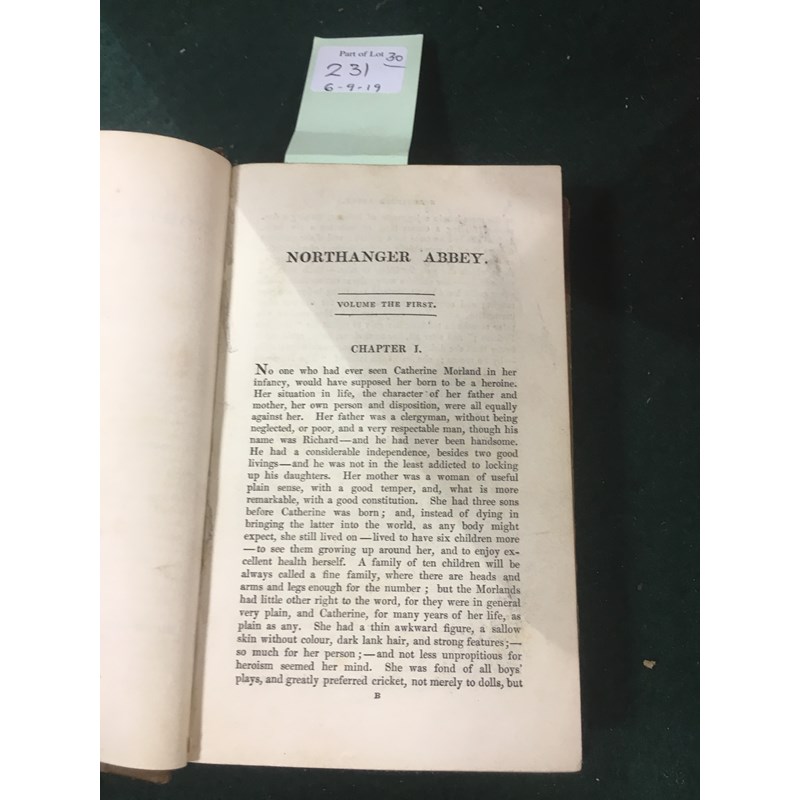 Part of Lot 30
231
6-9-19
NORTHANGER ABBEY.
VOLUME THE FIRST.
CHAPTER I.
No one who had ever seen Catherine Morland in her
infancy, would have supposed her born to be a heroine.
Her situation in life, the character of her father and
mother, her own person and disposition, were all equally
against her. Her father was a clergyman, without being
neglected, or poor, and a very respectable man, though his
name was Richard—and he had never been handsome.
He had a considerable independence, besides two good
livings—and he was not in the least addicted to locking
up his daughters. Her mother was a woman of useful
plain sense, with a good temper, and, what is more
remarkable, with a good constitution. She had three sons
before Catherine was born; and, instead of dying in
bringing the latter into the world, as any body might
expect, she still lived on—lived to have six children more
—to see them growing up around her, and to enjoy ex-
cellent health herself. A family of ten children will be
always called a fine family, where there are heads and
arms and legs enough for the number; but the Morlands
had little other right to the word, for they were in general
very plain, and Catherine, for many years of her life, as
plain as any. She had a thin awkward figure, a sallow
skin without colour, dark lank hair, and strong features;—
so much for her person;—and not less unpropitious for
heroism seemed her mind. She was fond of all boys'
plays, and greatly preferred cricket, not merely to dolls, but
B